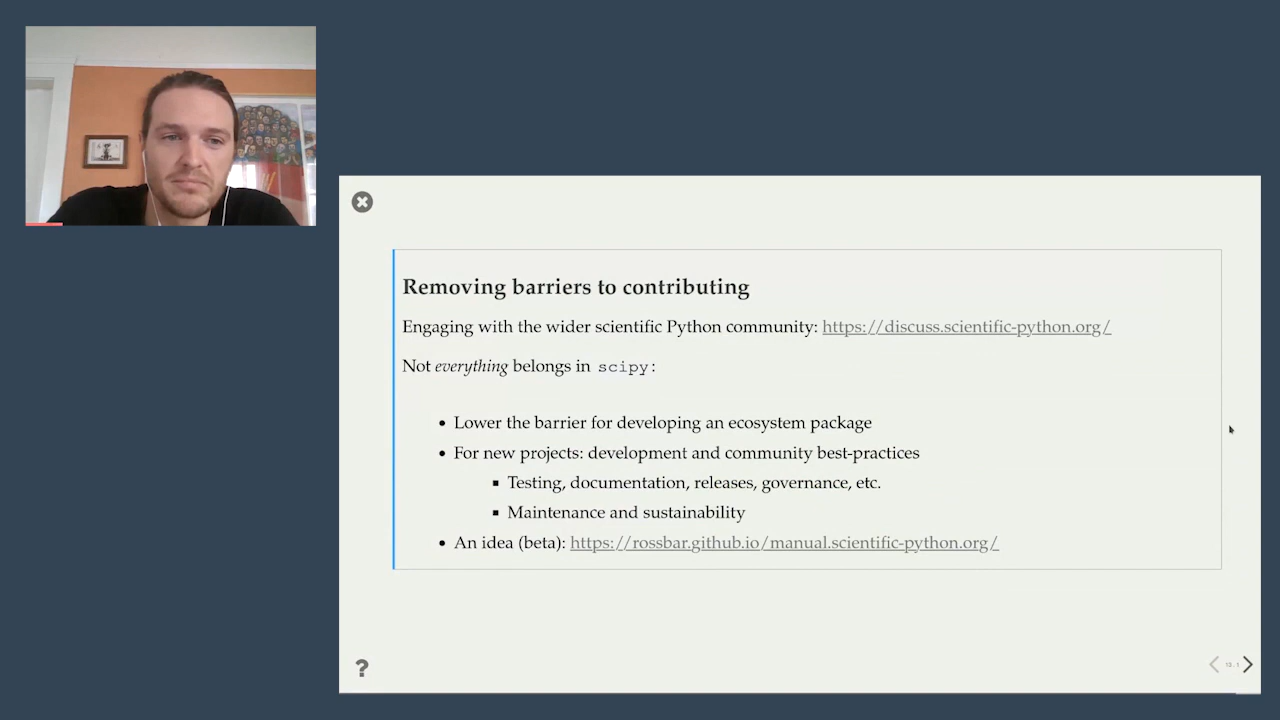 Removing barriers to contributing
Engaging with the wider scientific Python community: https://discuss.scientific-python.org/
Not everything belongs in scipy:
• Lower the barrier for developing an ecosystem package
• For new projects: development and community best-practices
▪ Testing, documentation, releases, governance, etc.
▪ Maintenance and sustainability
• An idea (beta): https://rossbar.github.io/manual.scientific-python.org/
?
13.1